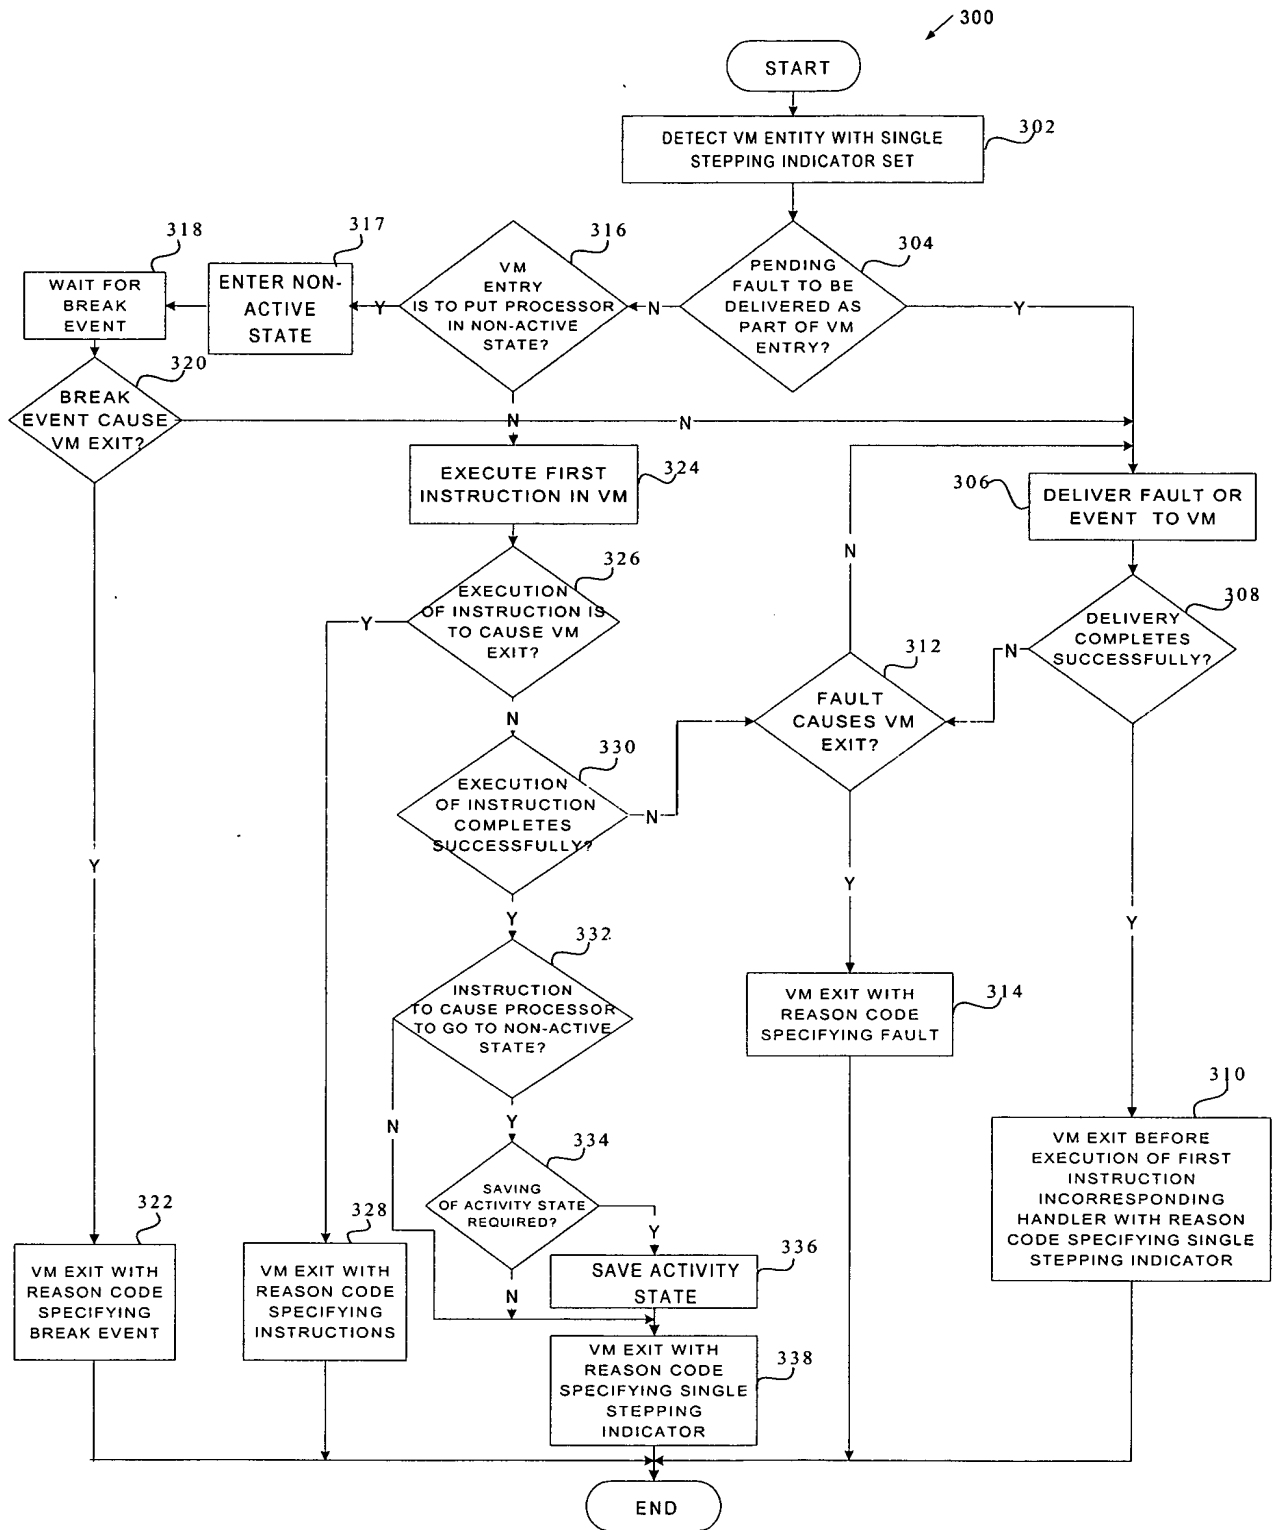 300
START
302
DETECT VM ENTITY WITH SINGLE
STEPPING INDICATOR SET
304
PENDING
FAULT TO BE
DELIVERED AS
PART OF VM
ENTRY?
Y
N
316
VM
ENTRY
IS TO PUT PROCESSOR
IN NON-ACTIVE
STATE?
Y
N
317
ENTER NON-
ACTIVE
STATE
318
WAIT FOR
BREAK
EVENT
320
BREAK
EVENT CAUSE
VM EXIT?
N
Y
324
EXECUTE FIRST
INSTRUCTION IN VM
306
DELIVER FAULT OR
EVENT TO VM
326
EXECUTION
OF INSTRUCTION IS
TO CAUSE VM
EXIT?
Y
N
308
DELIVERY
COMPLETES
SUCCESSFULLY?
N
Y
312
FAULT
CAUSES VM
EXIT?
N
Y
330
EXECUTION
OF INSTRUCTION
COMPLETES
SUCCESSFULLY?
N
Y
332
INSTRUCTION
TO CAUSE PROCESSOR
TO GO TO NON-ACTIVE
STATE?
N
Y
314
VM EXIT WITH
REASON CODE
SPECIFYING FAULT
310
VM EXIT BEFORE
EXECUTION OF FIRST
INSTRUCTION
INCORRESPONDING
HANDLER WITH REASON
CODE SPECIFYING SINGLE
STEPPING INDICATOR
334
SAVING
OF ACTIVITY STATE
REQUIRED?
Y
N
336
SAVE ACTIVITY
STATE
322
VM EXIT WITH
REASON CODE
SPECIFYING
BREAK EVENT
328
VM EXIT WITH
REASON CODE
SPECIFYING
INSTRUCTIONS
338
VM EXIT WITH
REASON CODE
SPECIFYING SINGLE
STEPPING
INDICATOR
END